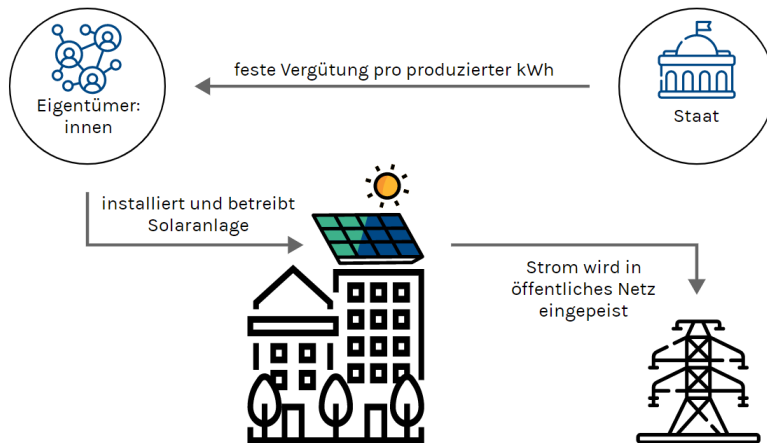 feste Vergütung pro produzierter kWh
Eigentümer:
innen
Staat
installiert und betreibt
Solaranlage
Strom wird in
öffentliches Netz
eingepeist